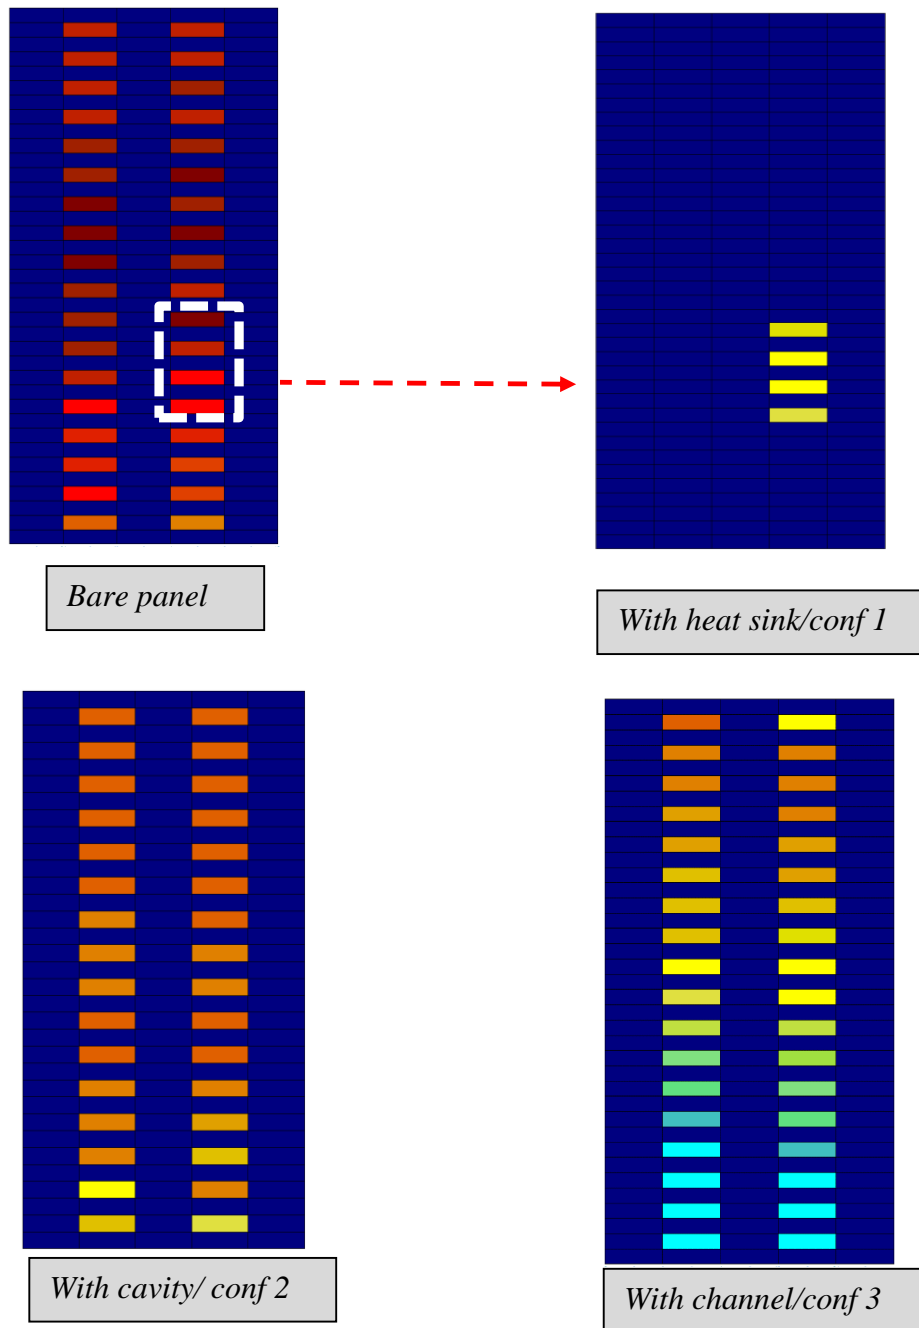 Bare panel
With heat sink/conf 1
With cavity/ conf 2
With channel/conf 3